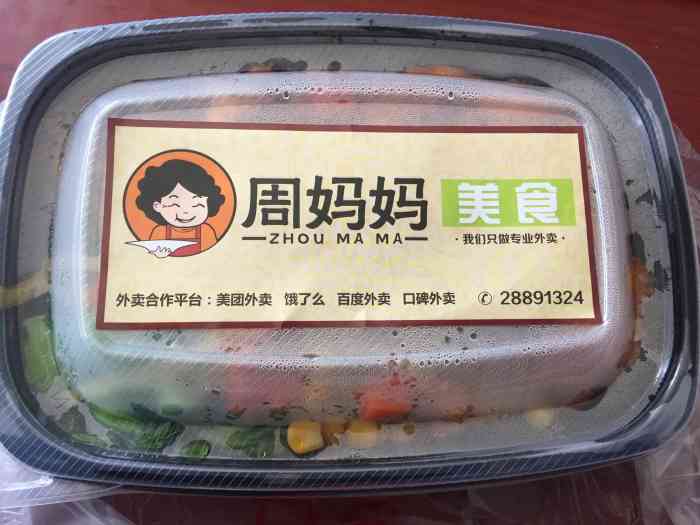 周妈妈
ZHOU MA MA
美食
·我们只做专业外卖·
外卖合作平台：美团外卖 饿了么 百度外卖 口碑外卖 ✆ 28891324